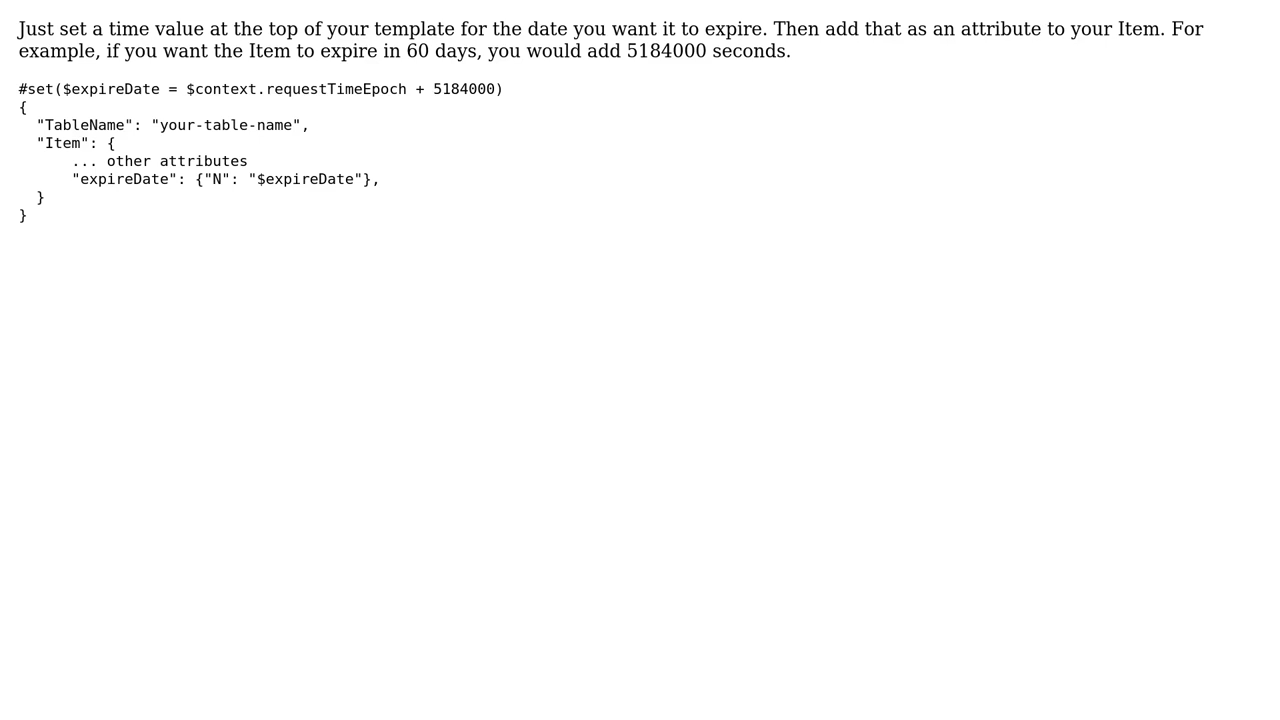 Just set a time value at the top of your template for the date you want it to expire. Then add that as an attribute to your Item. For
example, if you want the Item to expire in 60 days, you would add 5184000 seconds.
#set($expireDate = $context.requestTimeEpoch + 5184000)
{
  "TableName": "your-table-name",
  "Item": {
      ... other attributes
      "expireDate": {"N": "$expireDate"},
  }
}